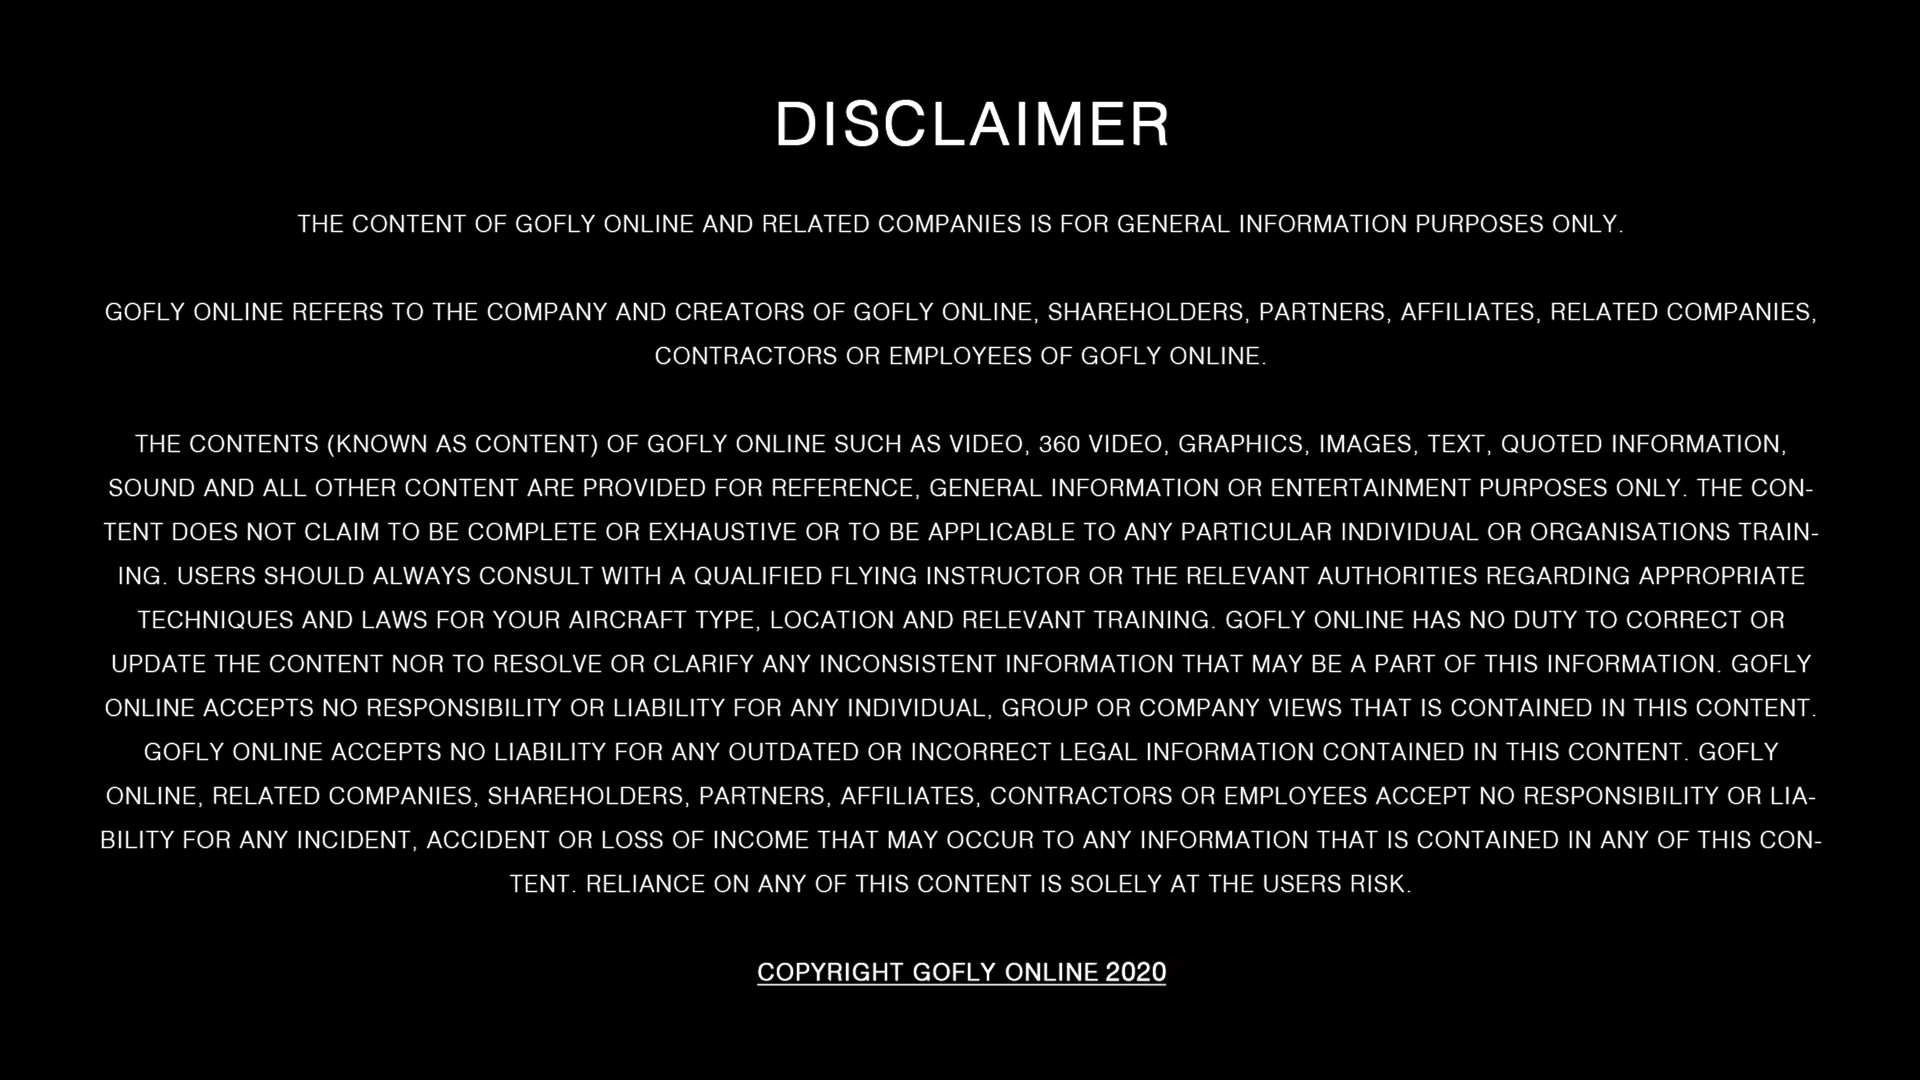 DISCLAIMER
THE CONTENT OF GOFLY ONLINE AND RELATED COMPANIES IS FOR GENERAL INFORMATION PURPOSES ONLY.
GOFLY ONLINE REFERS TO THE COMPANY AND CREATORS OF GOFLY ONLINE, SHAREHOLDERS, PARTNERS, AFFILIATES, RELATED COMPANIES,
CONTRACTORS OR EMPLOYEES OF GOFLY ONLINE.
THE CONTENTS (KNOWN AS CONTENT) OF GOFLY ONLINE SUCH AS VIDEO, 360 VIDEO, GRAPHICS, IMAGES, TEXT, QUOTED INFORMATION,
SOUND AND ALL OTHER CONTENT ARE PROVIDED FOR REFERENCE, GENERAL INFORMATION OR ENTERTAINMENT PURPOSES ONLY. THE CON-
TENT DOES NOT CLAIM TO BE COMPLETE OR EXHAUSTIVE OR TO BE APPLICABLE TO ANY PARTICULAR INDIVIDUAL OR ORGANISATIONS TRAIN-
ING. USERS SHOULD ALWAYS CONSULT WITH A QUALIFIED FLYING INSTRUCTOR OR THE RELEVANT AUTHORITIES REGARDING APPROPRIATE
TECHNIQUES AND LAWS FOR YOUR AIRCRAFT TYPE, LOCATION AND RELEVANT TRAINING. GOFLY ONLINE HAS NO DUTY TO CORRECT OR
UPDATE THE CONTENT NOR TO RESOLVE OR CLARIFY ANY INCONSISTENT INFORMATION THAT MAY BE A PART OF THIS INFORMATION. GOFLY
ONLINE ACCEPTS NO RESPONSIBILITY OR LIABILITY FOR ANY INDIVIDUAL, GROUP OR COMPANY VIEWS THAT IS CONTAINED IN THIS CONTENT.
GOFLY ONLINE ACCEPTS NO LIABILITY FOR ANY OUTDATED OR INCORRECT LEGAL INFORMATION CONTAINED IN THIS CONTENT. GOFLY
ONLINE, RELATED COMPANIES, SHAREHOLDERS, PARTNERS, AFFILIATES, CONTRACTORS OR EMPLOYEES ACCEPT NO RESPONSIBILITY OR LIA-
BILITY FOR ANY INCIDENT, ACCIDENT OR LOSS OF INCOME THAT MAY OCCUR TO ANY INFORMATION THAT IS CONTAINED IN ANY OF THIS CON-
TENT. RELIANCE ON ANY OF THIS CONTENT IS SOLELY AT THE USERS RISK.
COPYRIGHT GOFLY ONLINE 2020